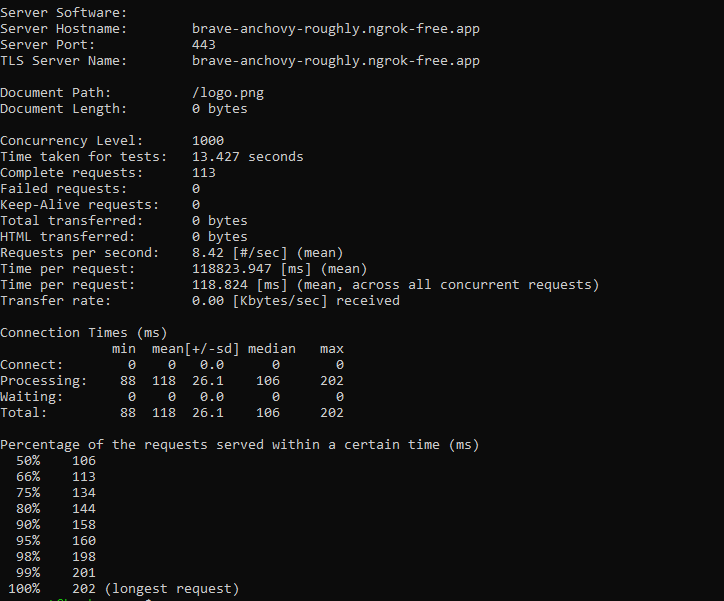 Server Software:
Server Hostname:        brave-anchovy-roughly.ngrok-free.app
Server Port:            443
TLS Server Name:        brave-anchovy-roughly.ngrok-free.app

Document Path:          /logo.png
Document Length:        0 bytes

Concurrency Level:      1000
Time taken for tests:   13.427 seconds
Complete requests:      113
Failed requests:        0
Keep-Alive requests:    0
Total transferred:      0 bytes
HTML transferred:       0 bytes
Requests per second:    8.42 [#/sec] (mean)
Time per request:       118823.947 [ms] (mean)
Time per request:       118.824 [ms] (mean, across all concurrent requests)
Transfer rate:          0.00 [Kbytes/sec] received

Connection Times (ms)
              min  mean[+/-sd] median   max
Connect:        0    0   0.0      0       0
Processing:    88  118  26.1    106     202
Waiting:        0    0   0.0      0       0
Total:         88  118  26.1    106     202

Percentage of the requests served within a certain time (ms)
  50%    106
  66%    113
  75%    134
  80%    144
  90%    158
  95%    160
  98%    198
  99%    201
 100%    202 (longest request)